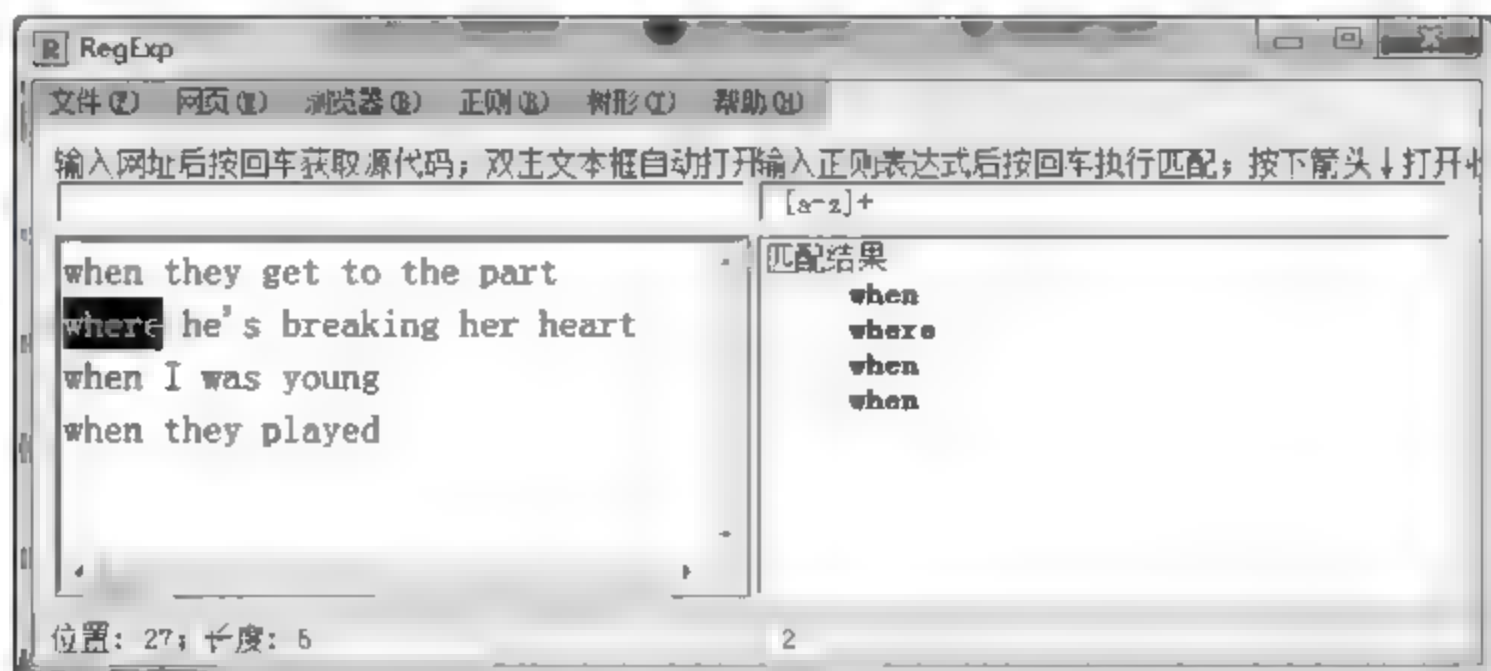 RegExp
文件(F) 网页(W) 浏览器(B) 正则(R) 树形(T) 帮助(H)
输入网址后按回车获取源代码；双主文本框自动打开
输入正则表达式后按回车执行匹配；按下箭头↓打开
[a-z]+
when they get to the part
where he's breaking her heart
when I was young
when they played
匹配结果
when
where
when
when
位置: 27; 长度: 5
2